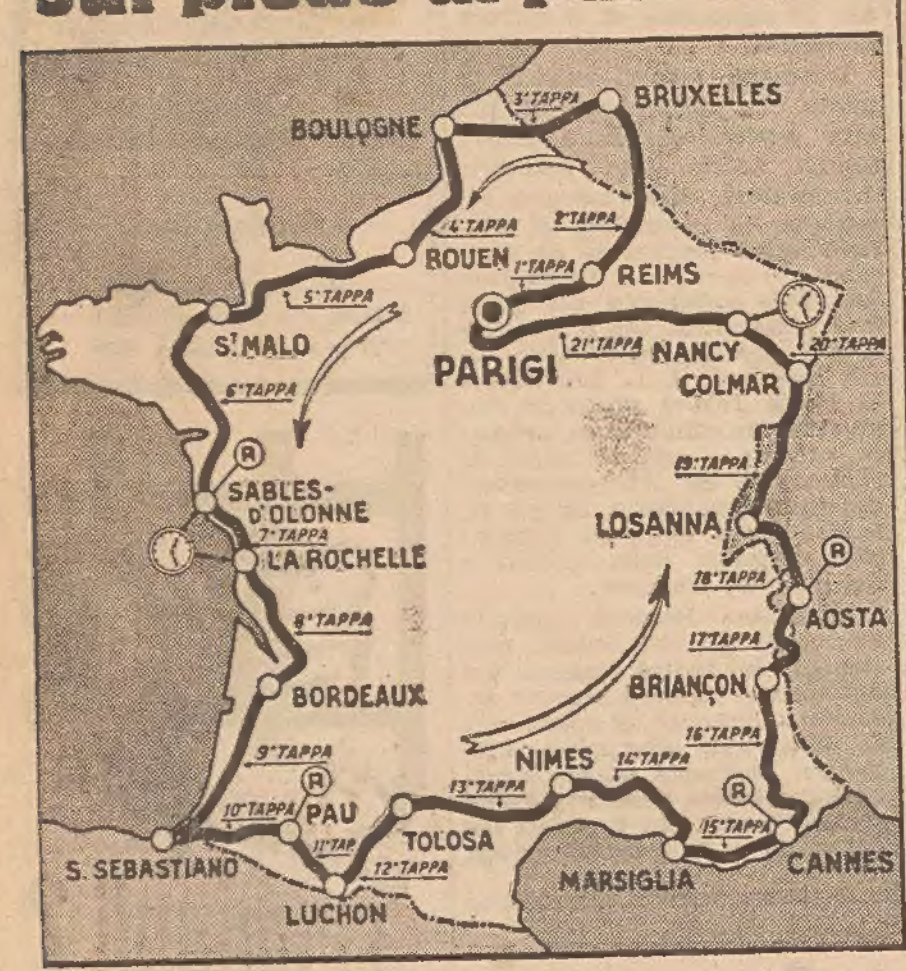 BRUXELLES
3ª TAPPA
BOULOGNE
4ª TAPPA
2ª TAPPA
ROUEN
1ª TAPPA
REIMS
5ª TAPPA
Sᵀ MALO
PARIGI
21ª TAPPA
NANCY
20ª TAPPA
COLMAR
6ª TAPPA
R
SABLES-
D'OLONNE
7ª TAPPA
LA ROCHELLE
19ª TAPPA
LOSANNA
R
18ª TAPPA
AOSTA
8ª TAPPA
17ª TAPPA
BORDEAUX
BRIANÇON
9ª TAPPA
16ª TAPPA
R
10ª TAPPA
PAU
11ª TAP.
NIMES
14ª TAPPA
13ª TAPPA
R
15ª TAPPA
S. SEBASTIANO
TOLOSA
12ª TAPPA
MARSIGLIA
CANNES
LUCHON